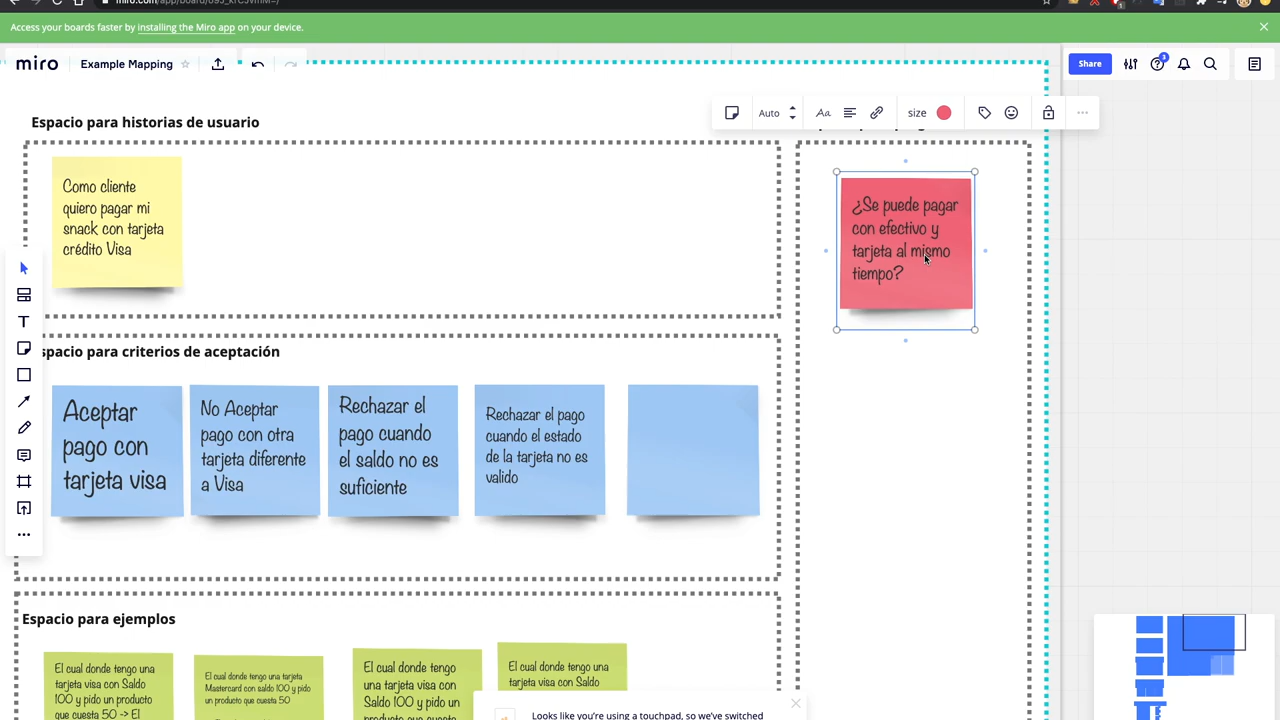 Access your boards faster by installing the Miro app on your device.
miro
Example Mapping
Share
Auto
Aa
size
3
Espacio para historias de usuario
Como cliente
quiero pagar mi
snack con tarjeta
crédito Visa
¿Se puede pagar
con efectivo y
tarjeta al mismo
tiempo?
spacio para criterios de aceptación
Aceptar
pago con
tarjeta visa
No Aceptar
pago con otra
tarjeta diferente
a Visa
Rechazar el
pago cuando
el saldo no es
suficiente
Rechazar el pago
cuando el estado
de la tarjeta no es
valido
Espacio para ejemplos
El cual donde tengo una
tarjeta visa con Saldo
100 y pido un producto
que cuesta 50 -> El
El cual donde tengo una tarjeta
Mastercard con saldo 100 y pido
un producto que cuesta 50
El cual donde tengo
una tarjeta visa con
Saldo 100 y pido un
El cual donde tengo una
tarjeta visa con Saldo
Looks like you're using a touchpad, so we've switched